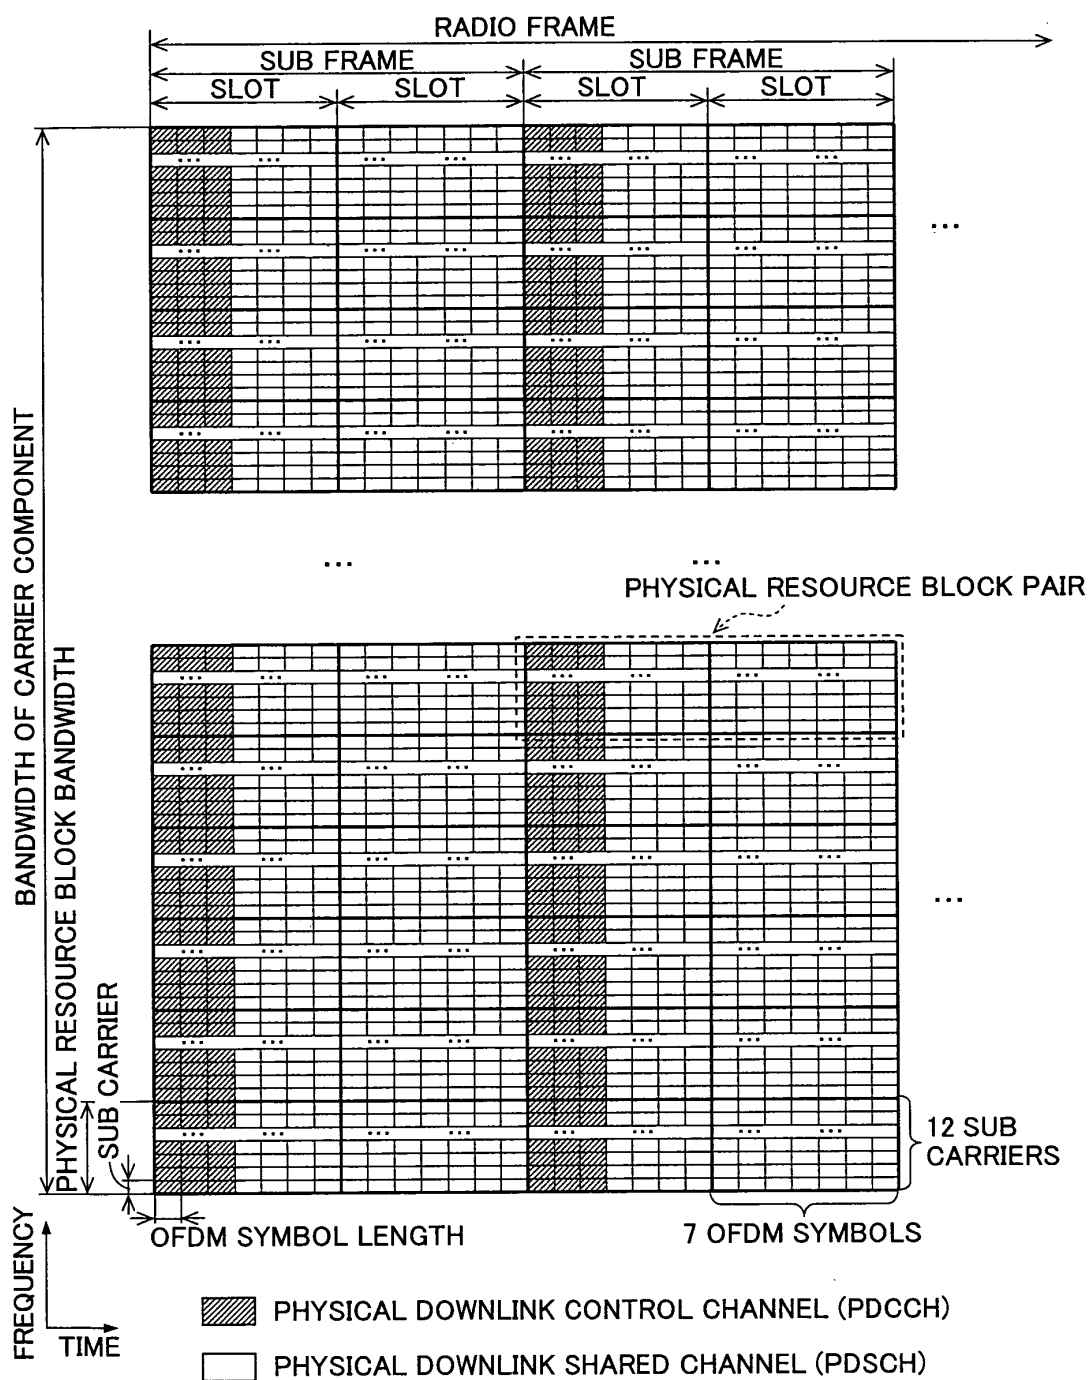 RADIO FRAME
SUB FRAME
SUB FRAME
SLOT
SLOT
SLOT
SLOT
BANDWIDTH OF CARRIER COMPONENT
PHYSICAL RESOURCE BLOCK BANDWIDTH
SUB CARRIER
PHYSICAL RESOURCE BLOCK PAIR
12 SUB
CARRIERS
OFDM SYMBOL LENGTH
7 OFDM SYMBOLS
FREQUENCY
TIME
PHYSICAL DOWNLINK CONTROL CHANNEL (PDCCH)
PHYSICAL DOWNLINK SHARED CHANNEL (PDSCH)